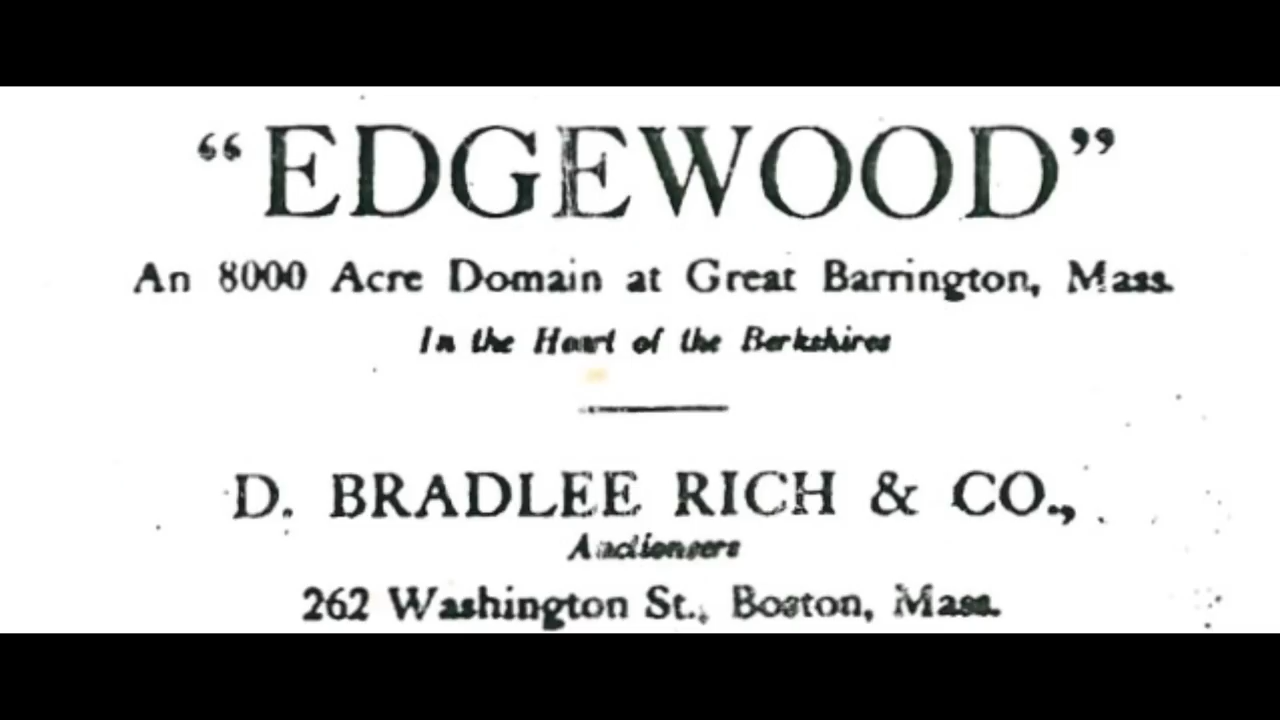 “EDGEWOOD”
An 8000 Acre Domain at Great Barrington, Mass.
In the Heart of the Berkshires
D. BRADLEE RICH & CO.,
Auctioneers
262 Washington St., Boston, Mass.